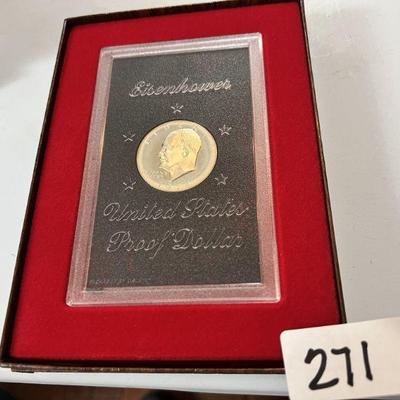 Eisenhower
United States
Proof Dollar
271